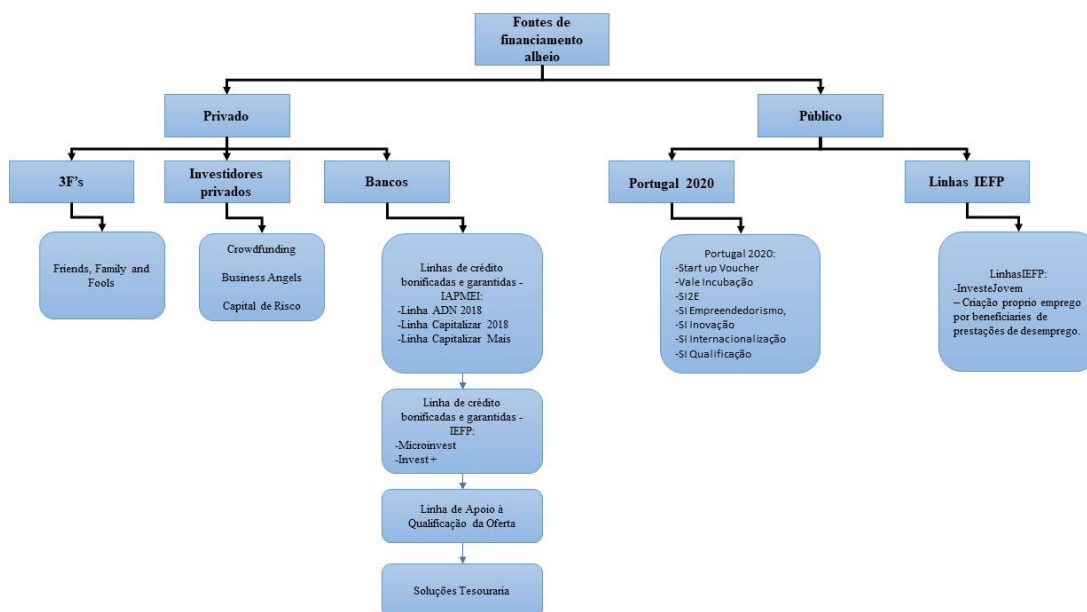 Fontes de
financiamento
alheio
Privado
Público
3F's
Investidores
privados
Bancos
Portugal 2020
Linhas IEFP
Friends, Family and
Fools
Crowdfunding
Business Angels
Capital de Risco
Linhas de crédito
bonificadas e garantidas -
IAPMEI:
-Linha ADN 2018
-Linha Capitalizar 2018
-Linha Capitalizar Mais
Linha de crédito
bonificadas e garantidas -
IEFP:
-Microinvest
-Invest+
Linha de Apoio à
Qualificação da Oferta
Soluções Tesouraria
Portugal 2020:
-Start up Voucher
-Vale Incubação
-SI2E
-SI Empreendedorismo,
-SI Inovação
-SI Internacionalização
-SI Qualificação
LinhasIEFP:
-InvesteJovem
– Criação proprio emprego
por beneficiaries de
prestações de desemprego.